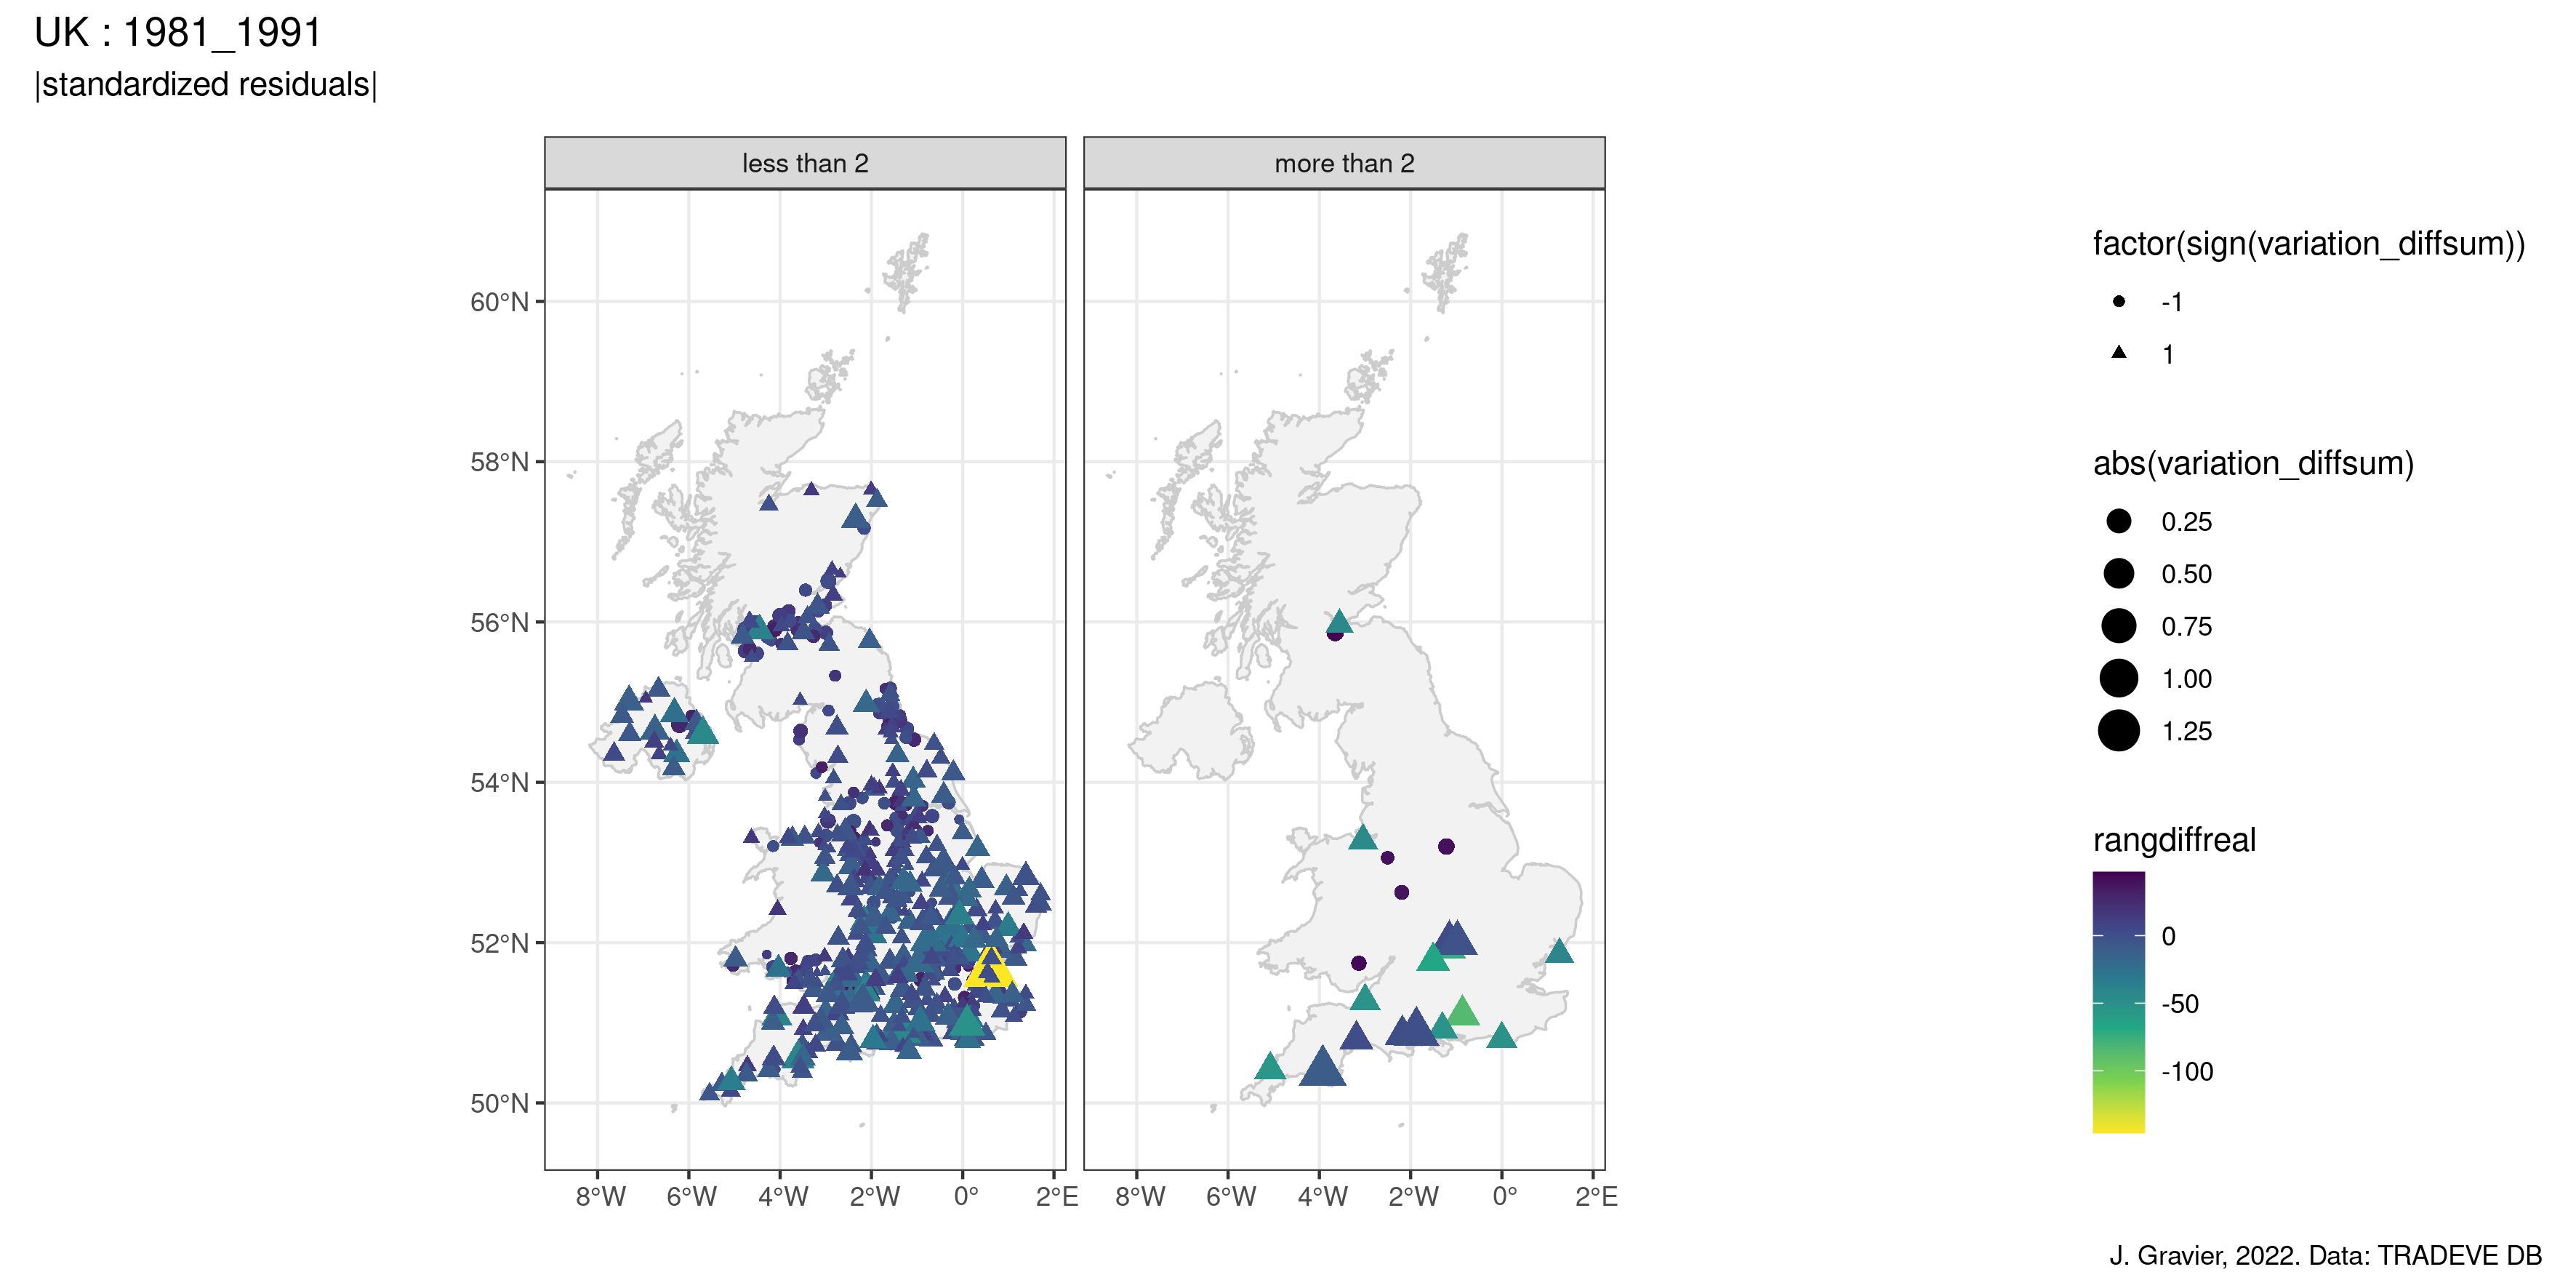 UK : 1981_1991
|standardized residuals|
less than 2
more than 2
60°N
58°N
56°N
54°N
52°N
50°N
8°W 6°W 4°W 2°W 0° 2°E
8°W 6°W 4°W 2°W 0° 2°E
factor(sign(variation_diffsum))
-1
1
abs(variation_diffsum)
0.25
0.50
0.75
1.00
1.25
rangdiffreal
0
-50
-100
J. Gravier, 2022. Data: TRADEVE DB